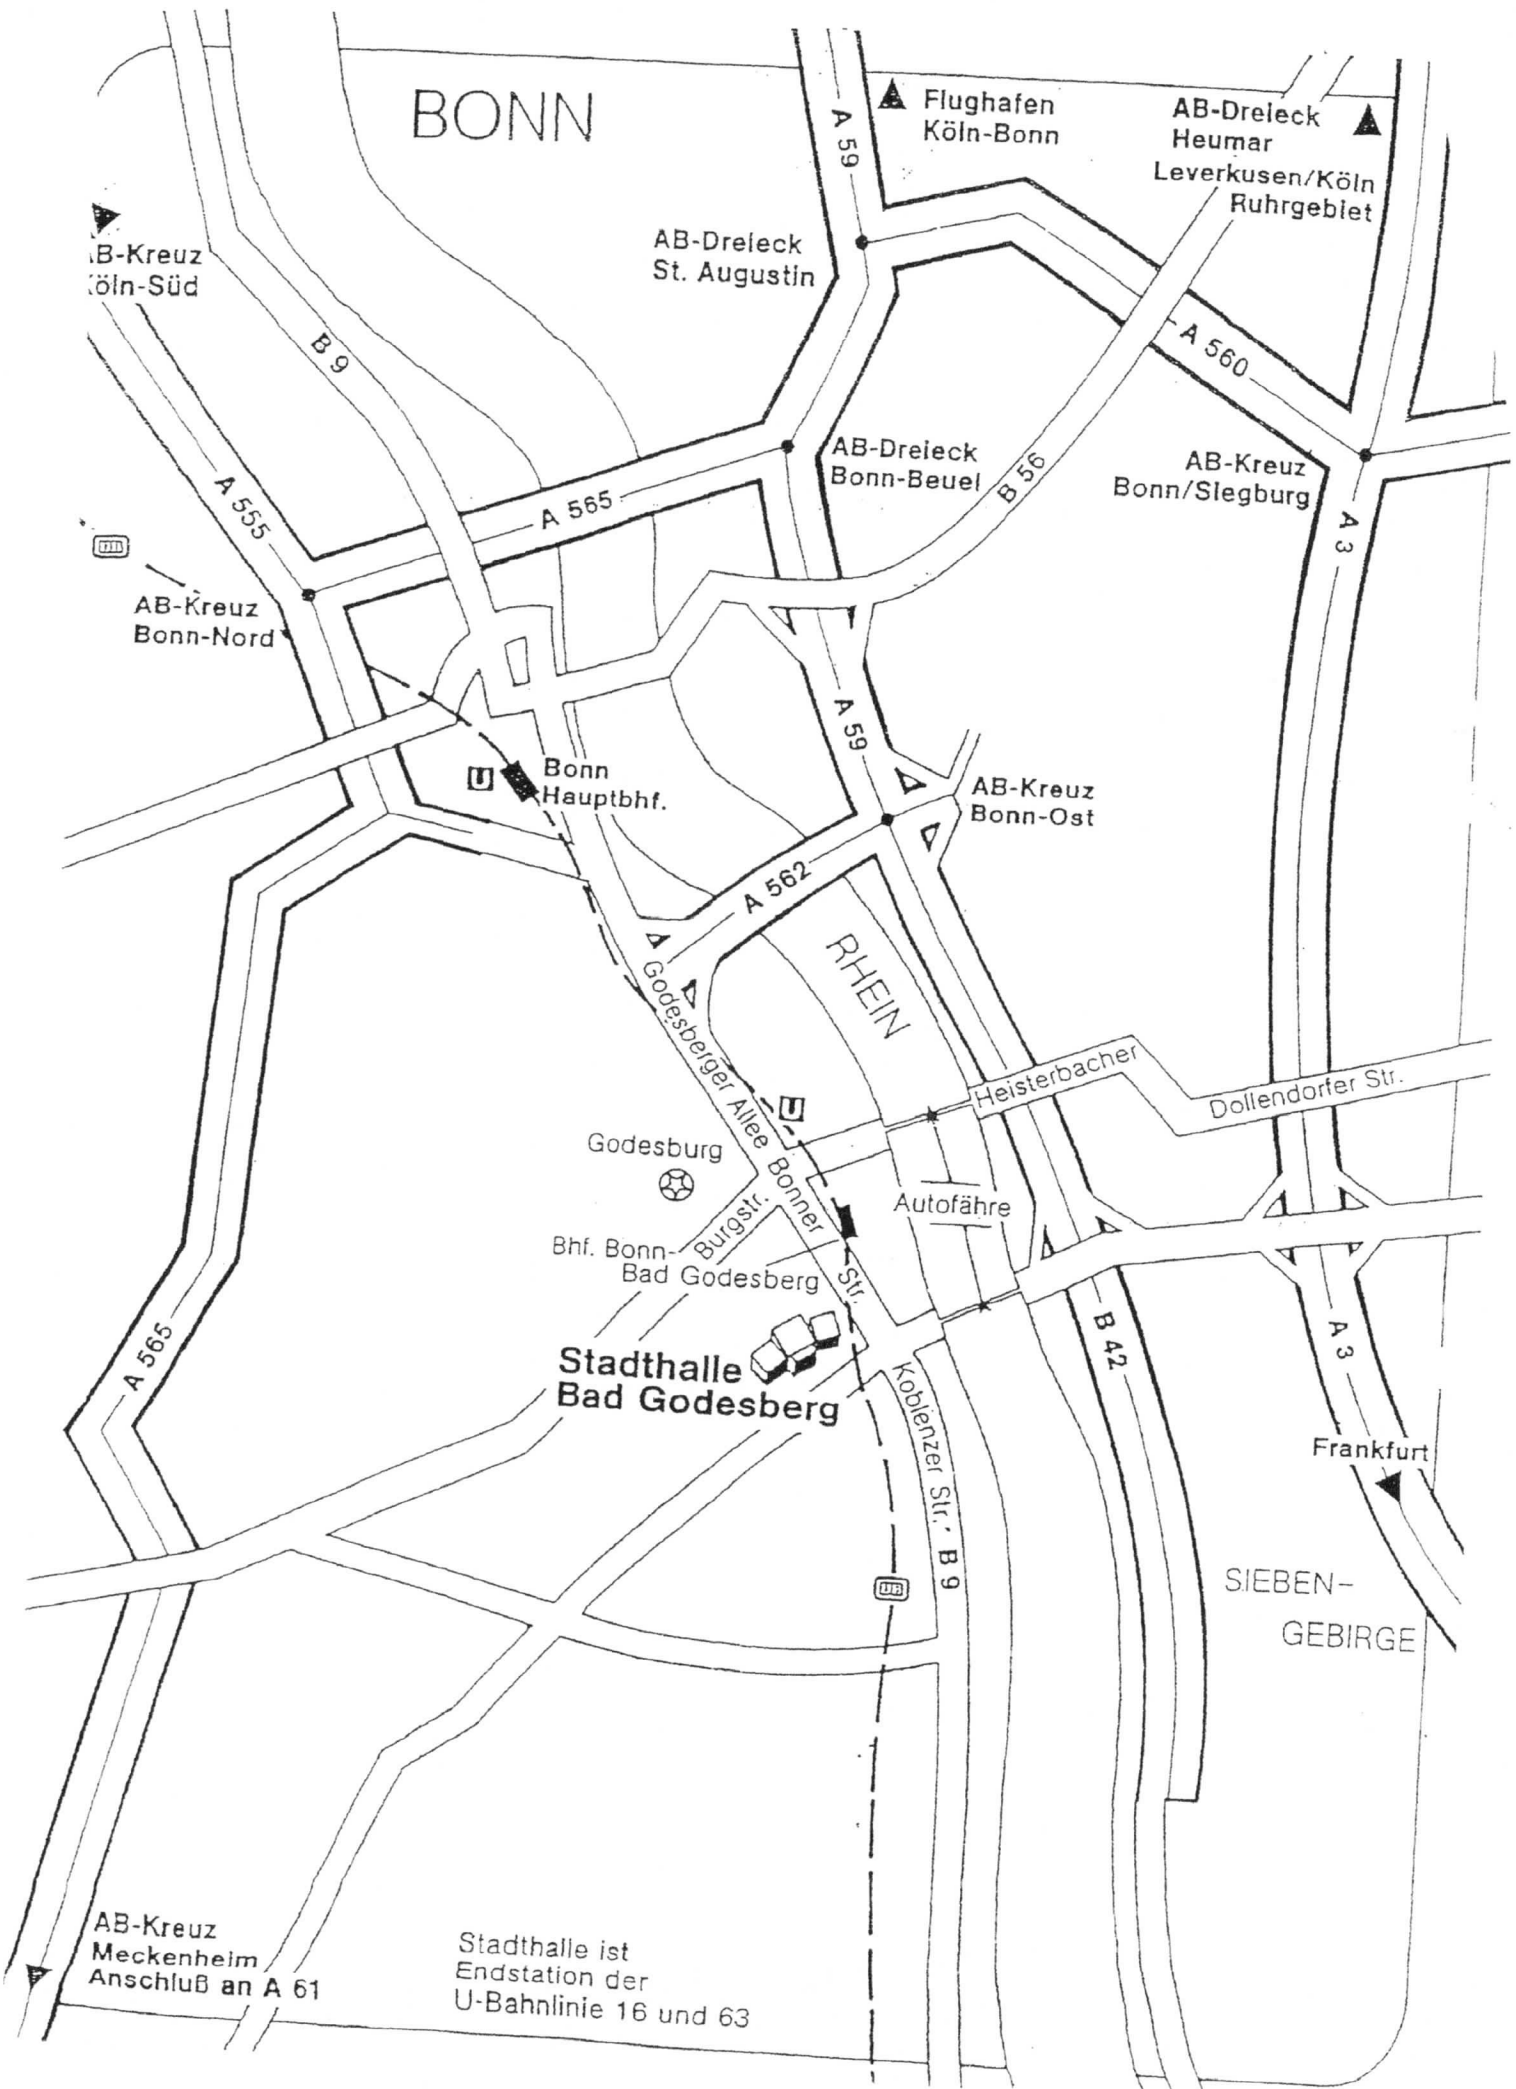 BONN
A 59
Flughafen
Köln-Bonn
AB-Dreieck
Heumar
Leverkusen/Köln
Ruhrgebiet
AB-Kreuz
Köln-Süd
AB-Dreieck
St. Augustin
B 9
A 560
A 555
A 565
AB-Dreieck
Bonn-Beuel
B 56
AB-Kreuz
Bonn/Siegburg
A 3
AB-Kreuz
Bonn-Nord
A 59
U
Bonn
Hauptbhf.
AB-Kreuz
Bonn-Ost
A 562
RHEIN
Godesberger Allee
U
Heisterbacher
Dollendorfer Str.
Godesburg
Bonner
Str.
Burgstr.
Autofähre
Bhf. Bonn-
Bad Godesberg
A 565
B 42
A 3
Stadthalle
Bad Godesberg
Koblenzer Str. B 9
Frankfurt
SIEBEN-
GEBIRGE
AB-Kreuz
Meckenheim
Anschluß an A 61
Stadthalle ist
Endstation der
U-Bahnlinie 16 und 63